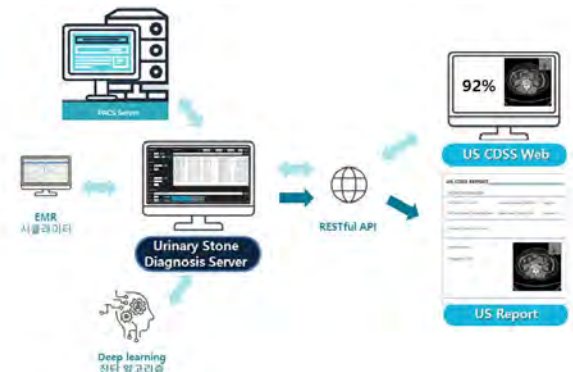 PACS Server
92%
US CDSS Web
EMR
시뮬레이터
Urinary Stone
Diagnosis Server
RESTful API
US CDSS REPORT
US Report
Deep learning
진단 알고리즘